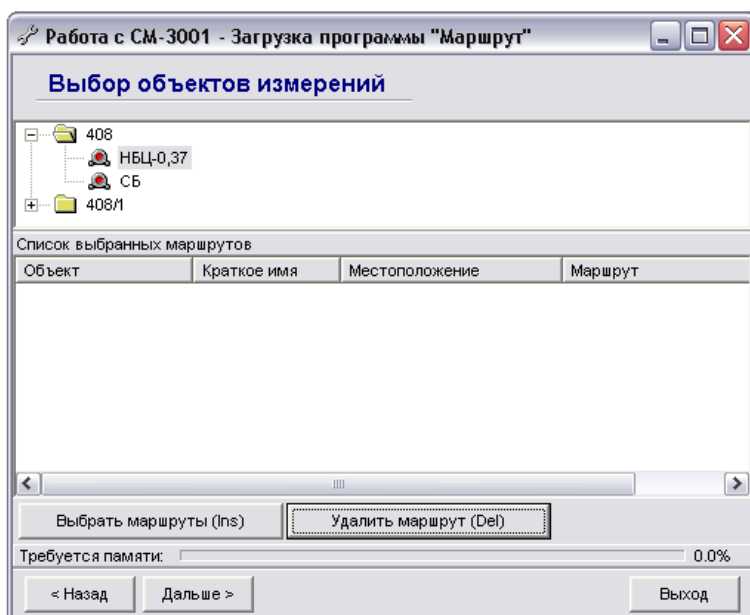 Работа с СМ-3001 - Загрузка программы "Маршрут"
Выбор объектов измерений
408
НБЦ-0,37
СБ
408/1
Список выбранных маршрутов
Объект Краткое имя Местоположение Маршрут
Выбрать маршруты (Ins) Удалить маршрут (Del)
Требуется памяти: 0.0%
< Назад Дальше > Выход